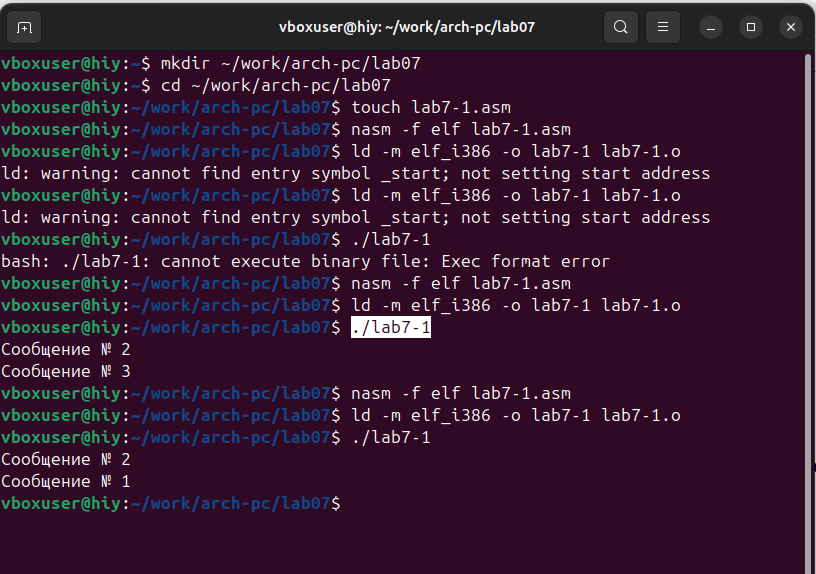 vboxuser@hiy: ~/work/arch-pc/lab07
vboxuser@hiy:~$ mkdir ~/work/arch-pc/lab07
vboxuser@hiy:~$ cd ~/work/arch-pc/lab07
vboxuser@hiy:~/work/arch-pc/lab07$ touch lab7-1.asm
vboxuser@hiy:~/work/arch-pc/lab07$ nasm -f elf lab7-1.asm
vboxuser@hiy:~/work/arch-pc/lab07$ ld -m elf_i386 -o lab7-1 lab7-1.o
ld: warning: cannot find entry symbol _start; not setting start address
vboxuser@hiy:~/work/arch-pc/lab07$ ld -m elf_i386 -o lab7-1 lab7-1.o
ld: warning: cannot find entry symbol _start; not setting start address
vboxuser@hiy:~/work/arch-pc/lab07$ ./lab7-1
bash: ./lab7-1: cannot execute binary file: Exec format error
vboxuser@hiy:~/work/arch-pc/lab07$ nasm -f elf lab7-1.asm
vboxuser@hiy:~/work/arch-pc/lab07$ ld -m elf_i386 -o lab7-1 lab7-1.o
vboxuser@hiy:~/work/arch-pc/lab07$ ./lab7-1
Сообщение № 2
Сообщение № 3
vboxuser@hiy:~/work/arch-pc/lab07$ nasm -f elf lab7-1.asm
vboxuser@hiy:~/work/arch-pc/lab07$ ld -m elf_i386 -o lab7-1 lab7-1.o
vboxuser@hiy:~/work/arch-pc/lab07$ ./lab7-1
Сообщение № 2
Сообщение № 1
vboxuser@hiy:~/work/arch-pc/lab07$